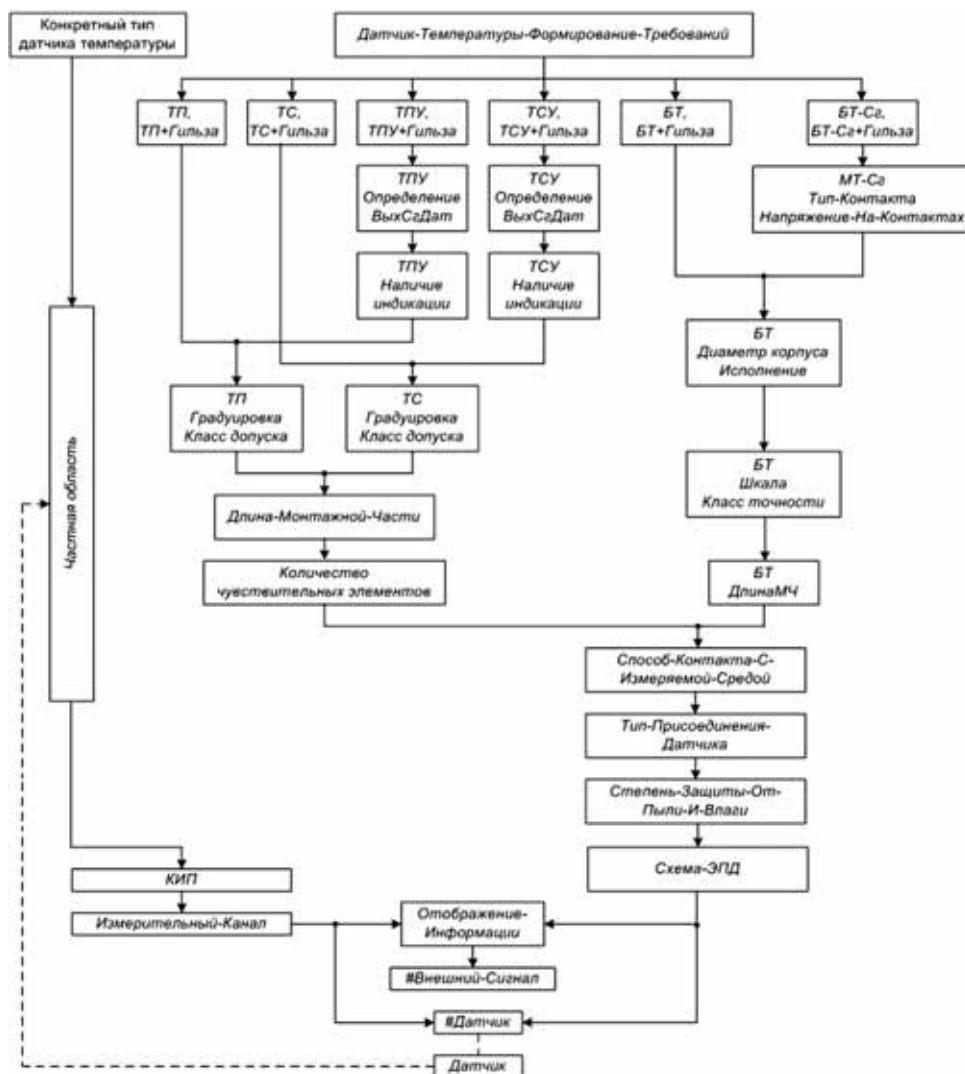 Конкретный тип
датчика температуры
Датчик-Температуры-Формирование-Требований
ТП,
ТП+Гильза
ТС,
ТС+Гильза
ТПУ,
ТПУ+Гильза
ТСУ,
ТСУ+Гильза
БТ,
БТ+Гильза
БТ-Сг,
БТ-Сг+Гильза
ТПУ
Определение
ВыхСгДат
ТСУ
Определение
ВыхСгДат
МТ-Сг
Тип-Контакта
Напряжение-На-Контактах
ТПУ
Наличие
индикации
ТСУ
Наличие
индикации
БТ
Диаметр корпуса
Исполнение
ТП
Градуировка
Класс допуска
ТС
Градуировка
Класс допуска
Частная область
БТ
Шкала
Класс точности
Длина-Монтажной-Части
Количество
чувствительных элементов
БТ
ДлинаМЧ
Способ-Контакта-С-
Измеряемой-Средой
Тип-Присоединения-
Датчика
Степень-Защиты-От-
Пыли-И-Влаги
Схема-ЭПД
КИП
Измерительный-Канал
Отображение-
Информации
#Внешний-Сигнал
#Датчик
Датчик